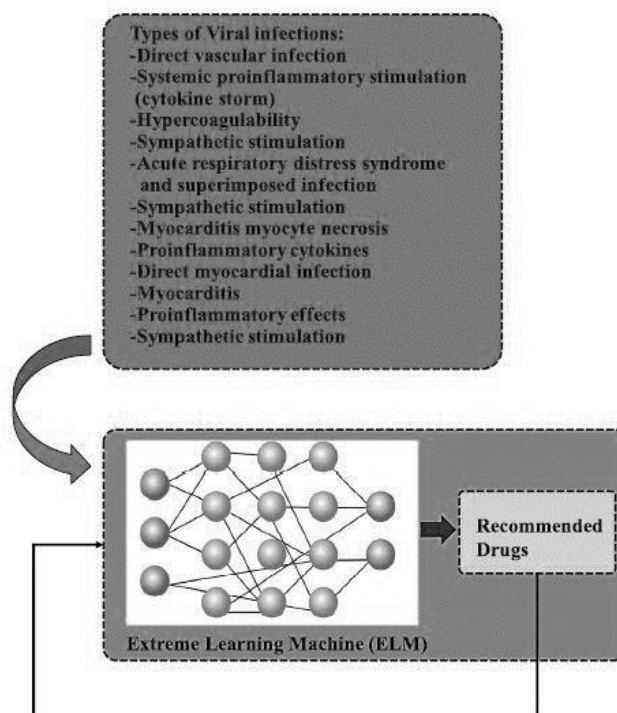 Types of Viral infections:
-Direct vascular infection
-Systemic proinflammatory stimulation
(cytokine storm)
-Hypercoagulability
-Sympathetic stimulation
-Acute respiratory distress syndrome
and superimposed infection
-Sympathetic stimulation
-Myocarditis myocyte necrosis
-Proinflammatory cytokines
-Direct myocardial infection
-Myocarditis
-Proinflammatory effects
-Sympathetic stimulation
Recommended
Drugs
Extreme Learning Machine (ELM)